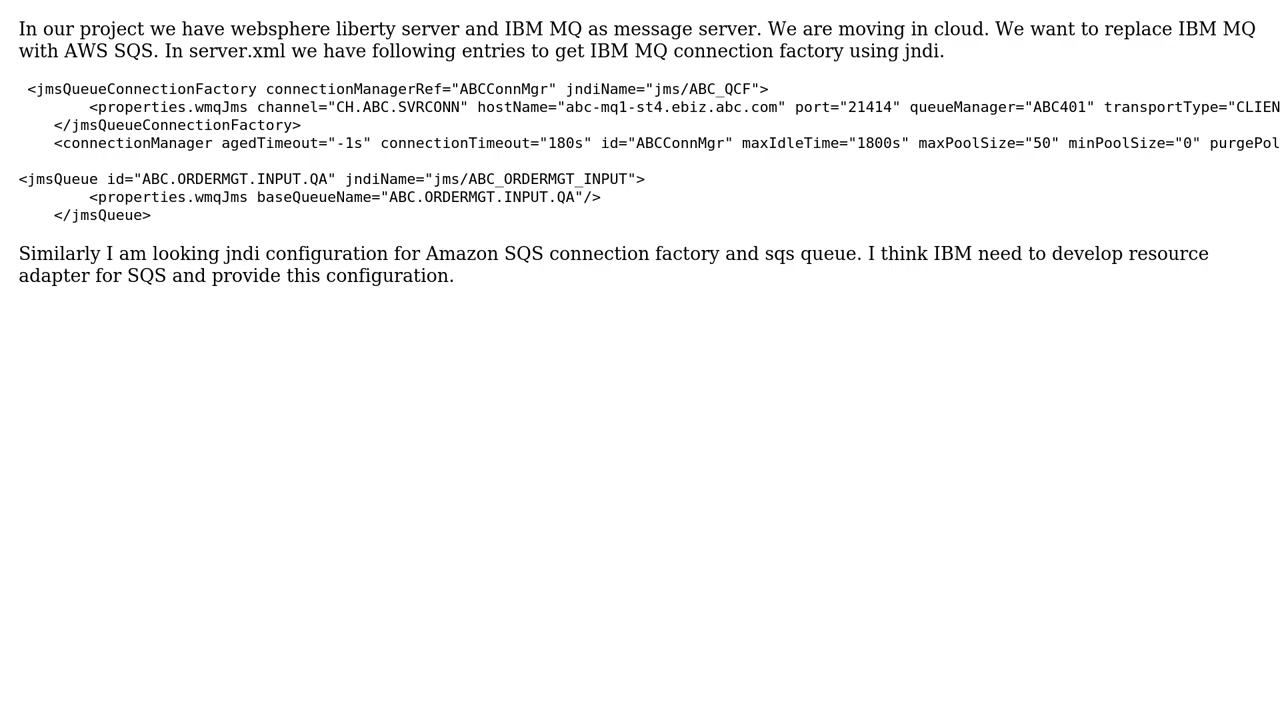 In our project we have websphere liberty server and IBM MQ as message server. We are moving in cloud. We want to replace IBM MQ
with AWS SQS. In server.xml we have following entries to get IBM MQ connection factory using jndi.
<jmsQueueConnectionFactory connectionManagerRef="ABCConnMgr" jndiName="jms/ABC_QCF">
<properties.wmqJms channel="CH.ABC.SVRCONN" hostName="abc-mq1-st4.ebiz.abc.com" port="21414" queueManager="ABC401" transportType="CLIEN
</jmsQueueConnectionFactory>
<connectionManager agedTimeout="-1s" connectionTimeout="180s" id="ABCConnMgr" maxIdleTime="1800s" maxPoolSize="50" minPoolSize="0" purgePol
<jmsQueue id="ABC.ORDERMGT.INPUT.QA" jndiName="jms/ABC_ORDERMGT_INPUT">
<properties.wmqJms baseQueueName="ABC.ORDERMGT.INPUT.QA"/>
</jmsQueue>
Similarly I am looking jndi configuration for Amazon SQS connection factory and sqs queue. I think IBM need to develop resource
adapter for SQS and provide this configuration.